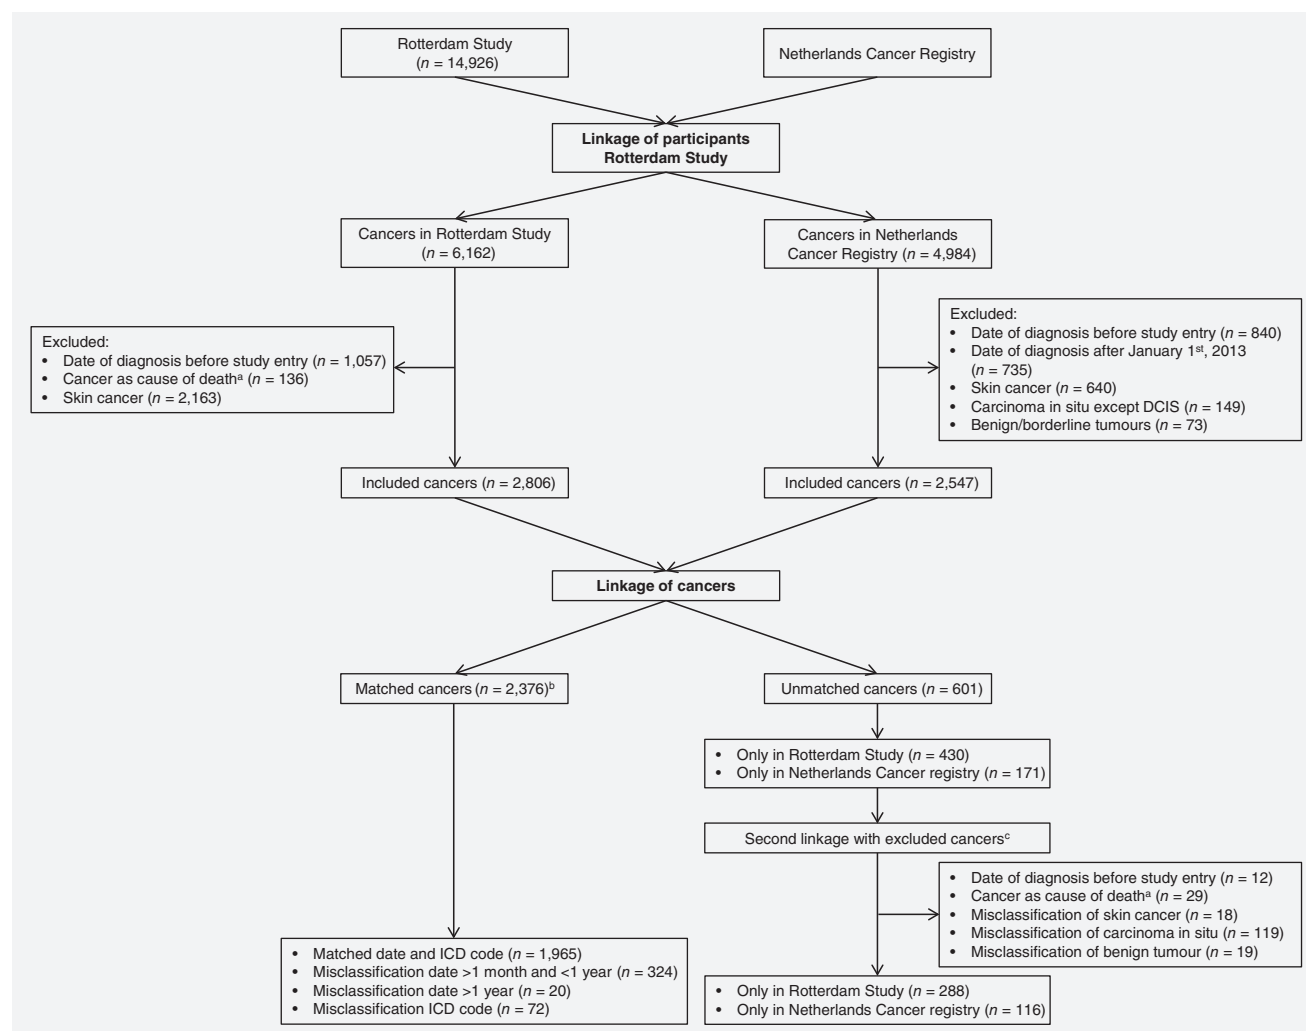 Rotterdam Study
(n = 14,926)
Netherlands Cancer Registry
Linkage of participants
Rotterdam Study
Cancers in Rotterdam Study
(n = 6,162)
Cancers in Netherlands
Cancer Registry (n = 4,984)
Excluded:
• Date of diagnosis before study entry (n = 1,057)
• Cancer as cause of deathᵃ (n = 136)
• Skin cancer (n = 2,163)
Excluded:
• Date of diagnosis before study entry (n = 840)
• Date of diagnosis after January 1ˢᵗ, 2013
(n = 735)
• Skin cancer (n = 640)
• Carcinoma in situ except DCIS (n = 149)
• Benign/borderline tumours (n = 73)
Included cancers (n = 2,806)
Included cancers (n = 2,547)
Linkage of cancers
Matched cancers (n = 2,376)ᵇ
Unmatched cancers (n = 601)
• Only in Rotterdam Study (n = 430)
• Only in Netherlands Cancer registry (n = 171)
Second linkage with excluded cancersᶜ
• Date of diagnosis before study entry (n = 12)
• Cancer as cause of deathᵃ (n = 29)
• Misclassification of skin cancer (n = 18)
• Misclassification of carcinoma in situ (n = 119)
• Misclassification of benign tumour (n = 19)
• Matched date and ICD code (n = 1,965)
• Misclassification date >1 month and <1 year (n = 324)
• Misclassification date >1 year (n = 20)
• Misclassification ICD code (n = 72)
• Only in Rotterdam Study (n = 288)
• Only in Netherlands Cancer registry (n = 116)